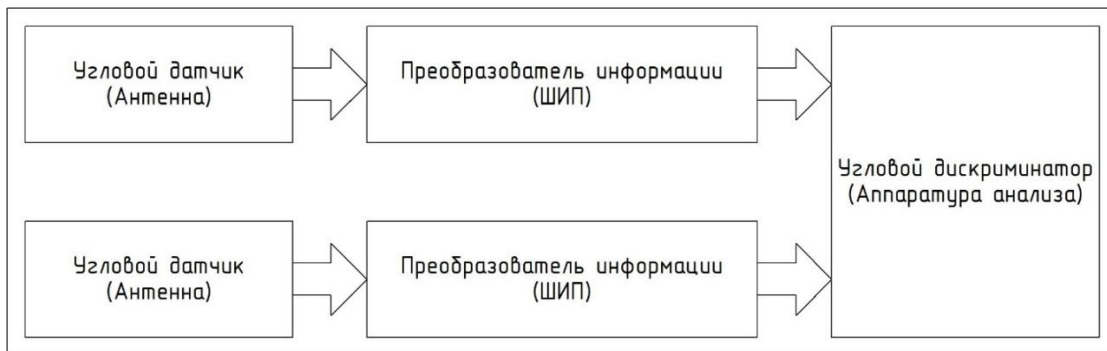 Угловой датчик
(Антенна)
Преобразователь информации
(ШИП)
Угловой дискриминатор
(Аппаратура анализа)
Угловой датчик
(Антенна)
Преобразователь информации
(ШИП)